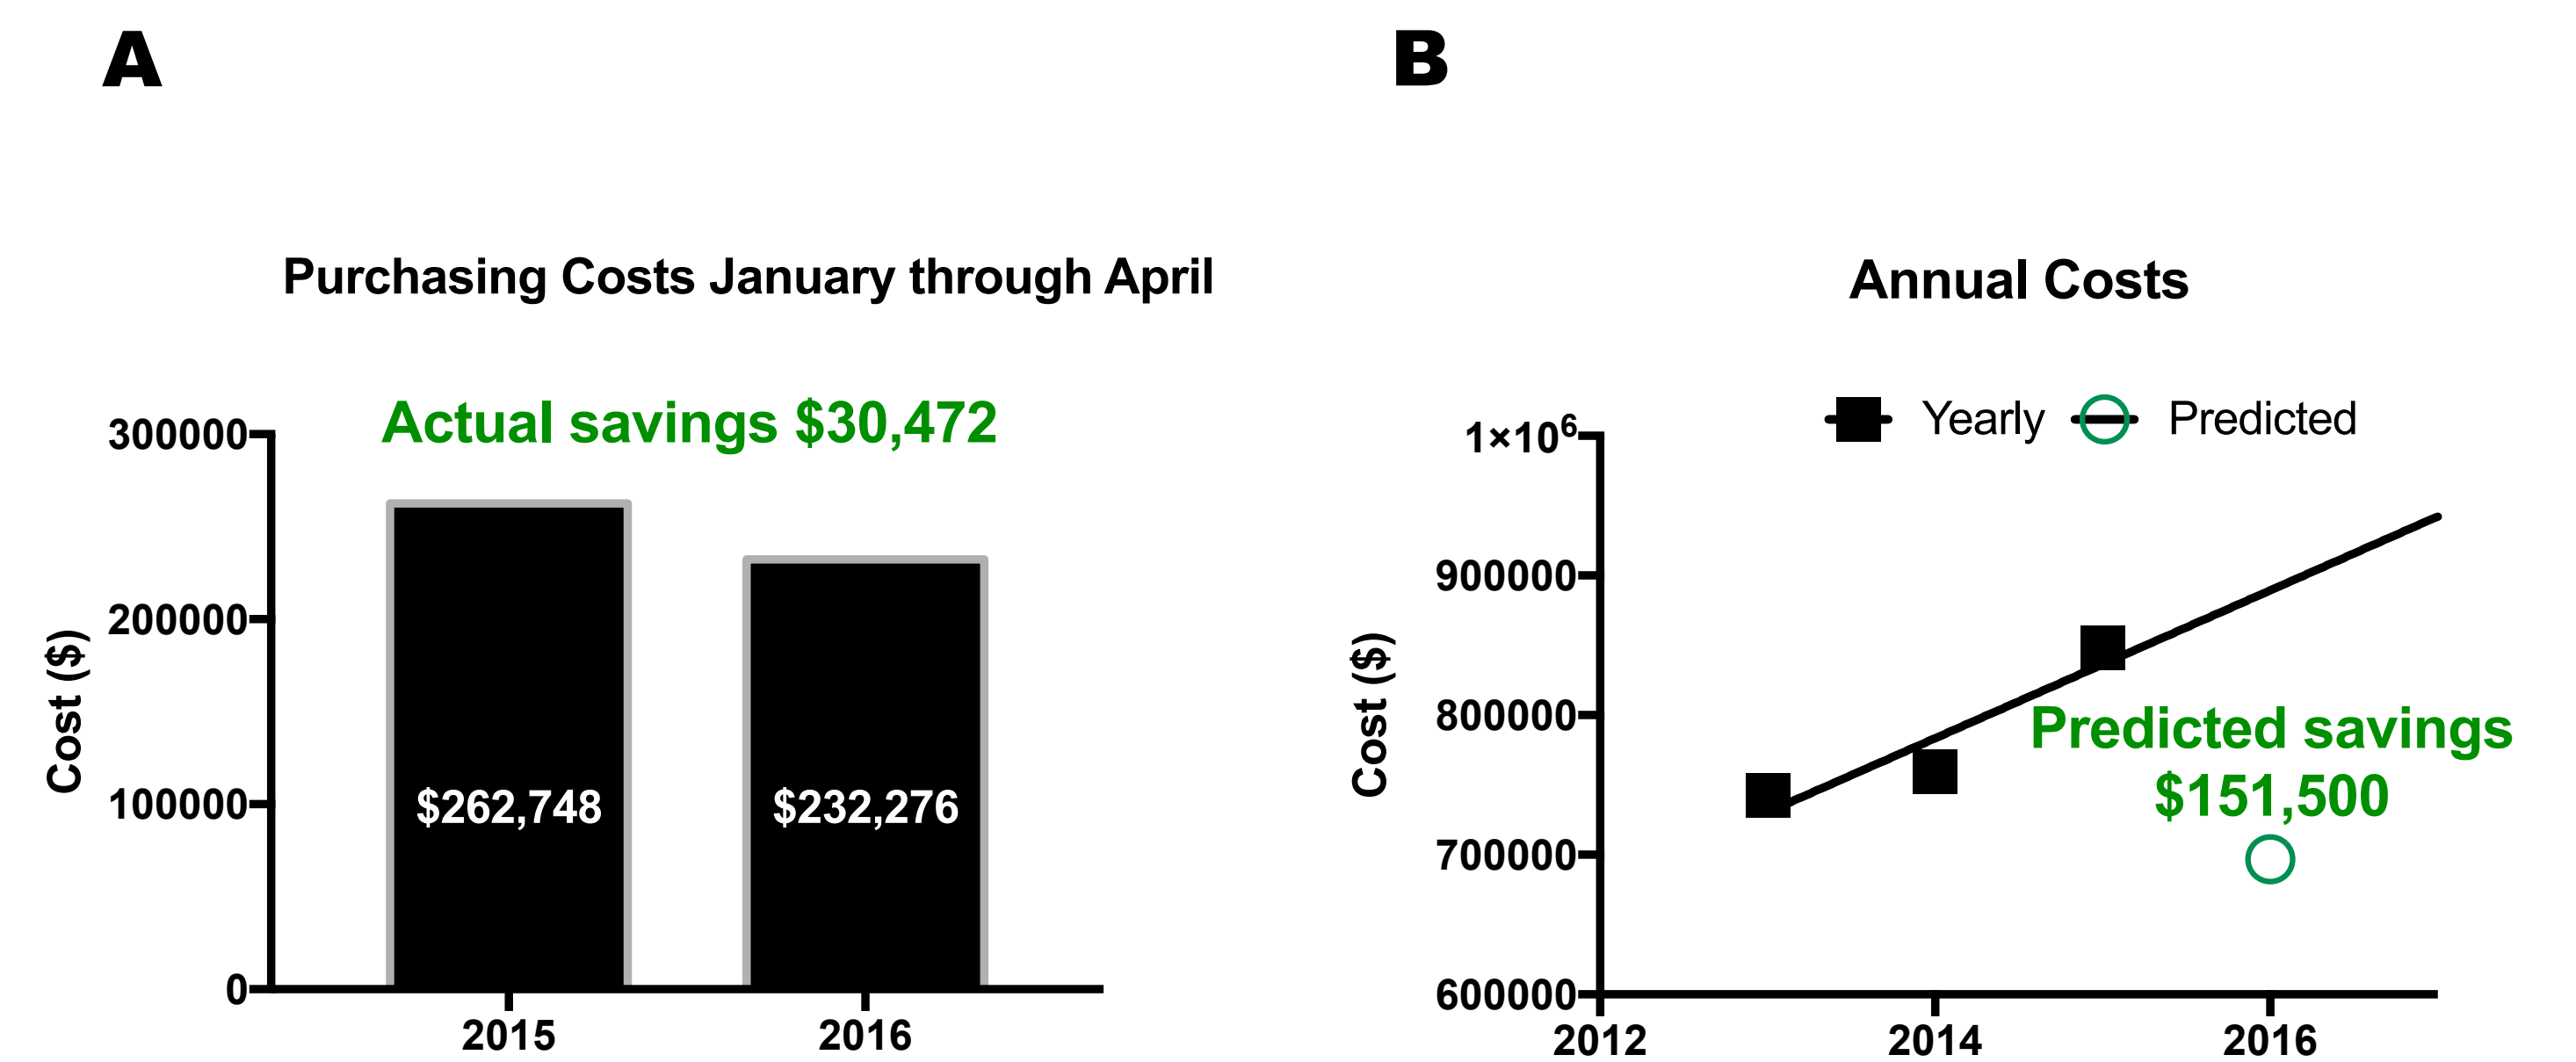 A
Purchasing Costs January through April
Actual savings $30,472
300000
200000
100000
0
Cost ($)
$262,748
$232,276
2015
2016
B
Annual Costs
Yearly
Predicted
1×10⁶
900000
800000
700000
600000
Cost ($)
Predicted savings
$151,500
2012
2014
2016